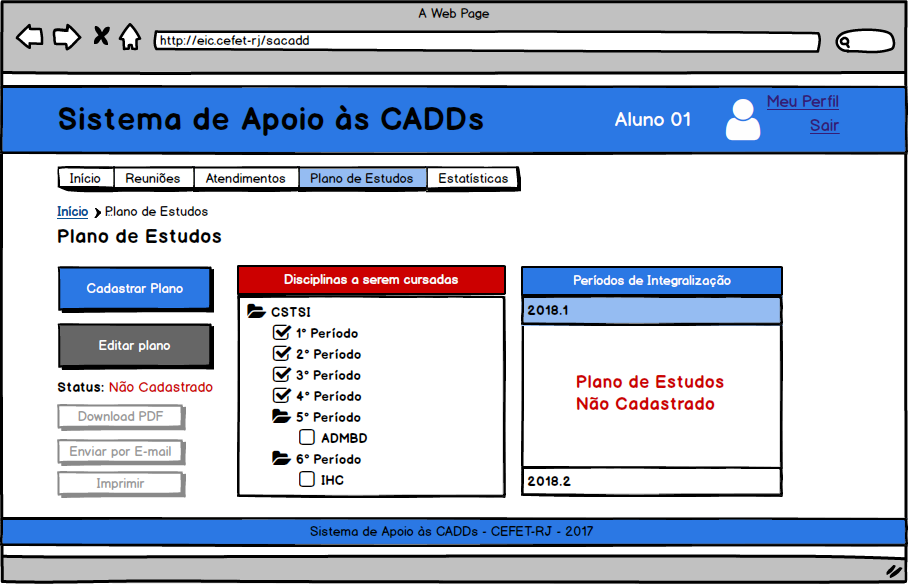 A Web Page
http://eic.cefet-rj/sacadd
Sistema de Apoio às CADDs
Aluno 01
Meu Perfil
Sair
Início Reuniões Atendimentos Plano de Estudos Estatísticas
Início Plano de Estudos
Plano de Estudos
Cadastrar Plano
Editar plano
Status: Não Cadastrado
Download PDF
Enviar por E-mail
Imprimir
Disciplinas a serem cursadas
CSTSI
1º Período
2º Período
3º Período
4º Período
5º Período
ADMBD
6º Período
IHC
Períodos de Integralização
2018.1
Plano de Estudos
Não Cadastrado
2018.2
Sistema de Apoio às CADDs - CEFET-RJ - 2017